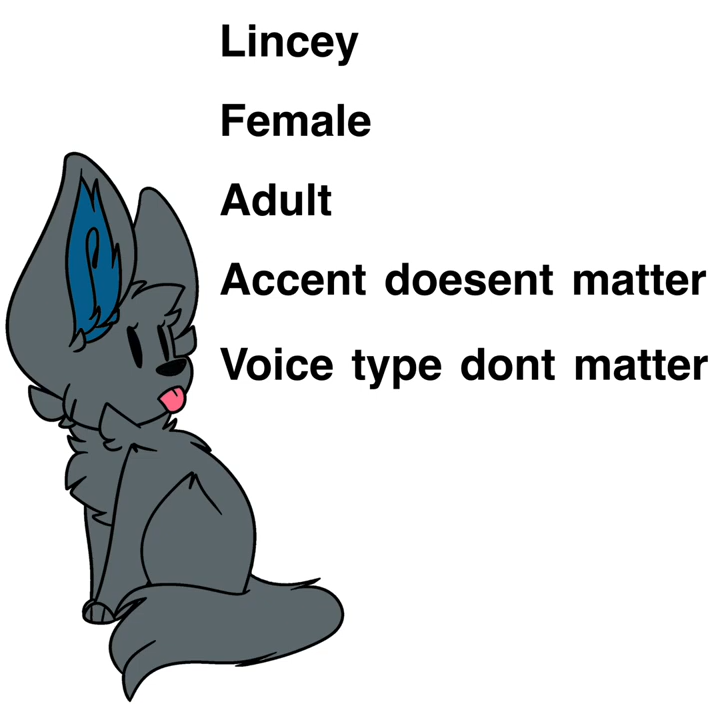 Lincey
Female
Adult
Accent doesent matter
Voice type dont matter